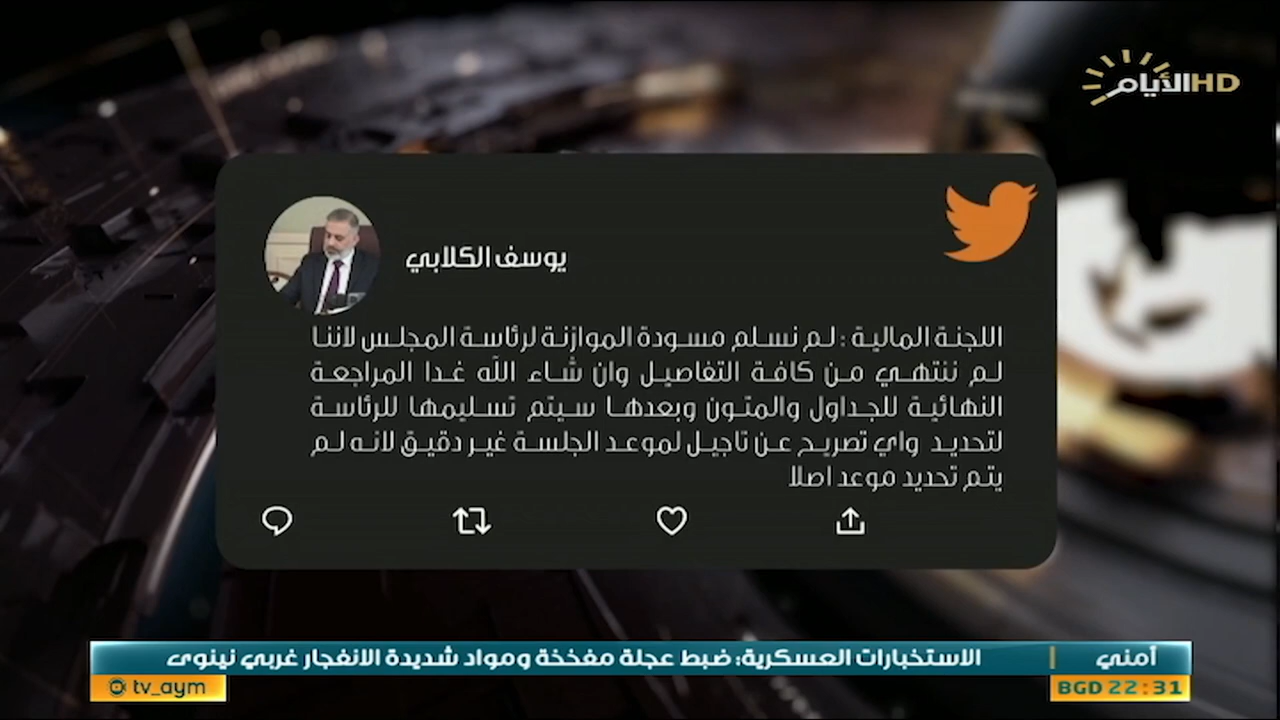 الأيام HD
يوسف الكلابي
اللجنة المالية : لم نسلم مسودة الموازنة لرئاسة المجلس لاننا
لم ننتهي من كافة التفاصيل وان شاء الله غدا المراجعة
النهائية للجداول والمتون وبعدها سيتم تسليمها للرئاسة
لتحديد واي تصريح عن تاجيل لموعد الجلسة غير دقيق لانه لم
يتم تحديد موعد اصلا
أمني | الاستخبارات العسكرية: ضبط عجلة مفخخة ومواد شديدة الانفجار غربي نينوى
BGD 22:31
tv_aym